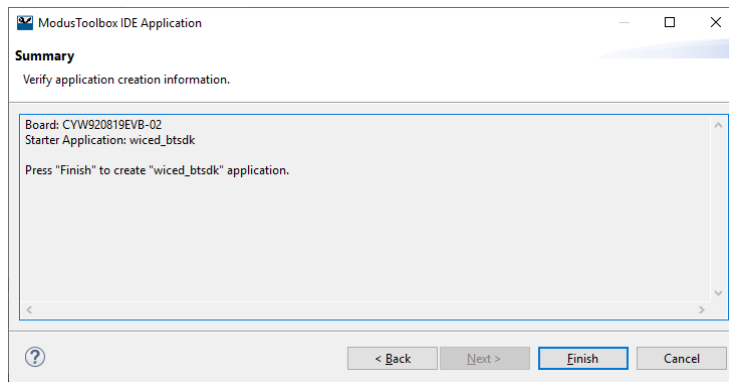 ModusToolbox IDE Application
Summary
Verify application creation information.
Board: CYW920819EVB-02
Starter Application: wiced_btsdk
Press "Finish" to create "wiced_btsdk" application.
?
< Back
Next >
Finish
Cancel